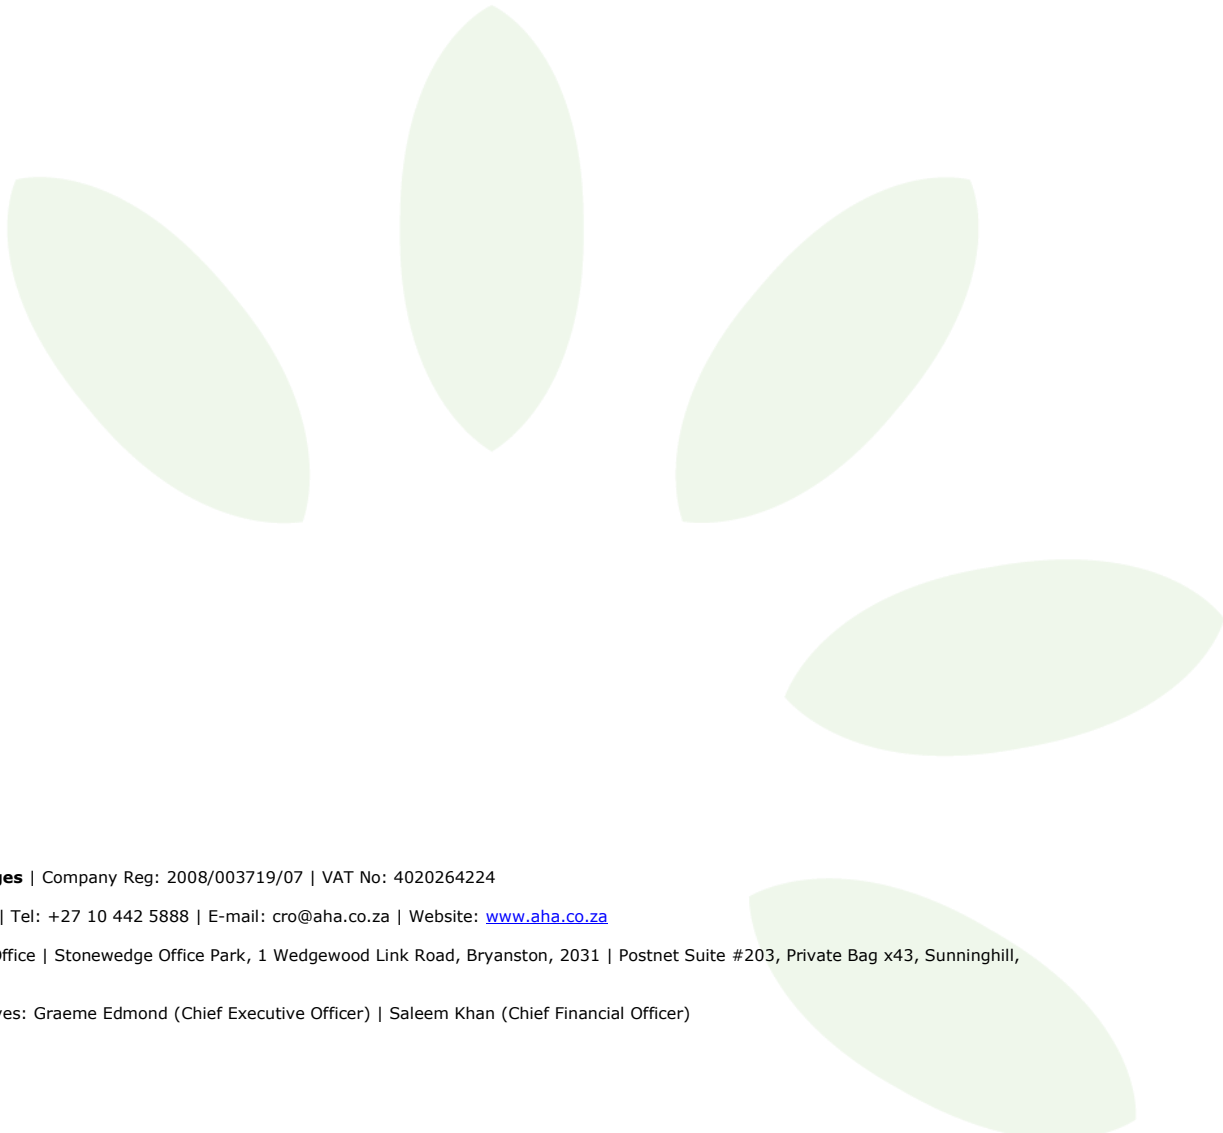 ges | Company Reg: 2008/003719/07 | VAT No: 4020264224
| Tel: +27 10 442 5888 | E-mail: cro@aha.co.za | Website: www.aha.co.za
ffice | Stonewedge Office Park, 1 Wedgewood Link Road, Bryanston, 2031 | Postnet Suite #203, Private Bag x43, Sunninghill,
ves: Graeme Edmond (Chief Executive Officer) | Saleem Khan (Chief Financial Officer)